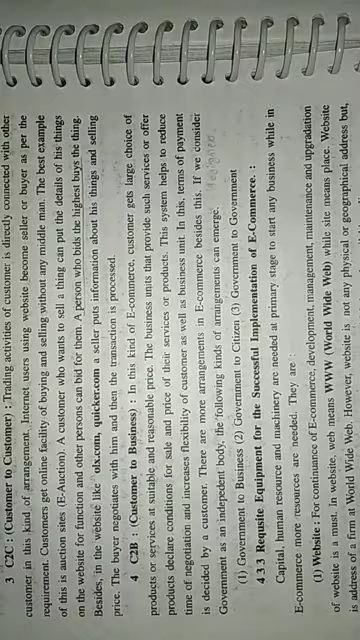 3 C2C : (Customer to Customer) : Trading activities of customer is directly connected with other
customer in this kind of arrangement. Internet users using website become seller or buyer as per the
requirement. Customers get online facility of buying and selling without any middle man. The best example
of this is auction sites (E-Auction). A customer who wants to sell a thing can put the details of his things
on the website for function and other persons can bid for them. A person who bids the highest buys the thing.
Besides, in the website like olx.com, quicker.com a seller puts information about his things and selling
price. The buyer negotiates with him and then the transaction is processed.
4 C2B : (Customer to Business) : In this kind of E-commerce, customer gets large choice of
products or services at suitable and reasonable price. The business units that provide such services or offer
products declare conditions for sale and price of their services or products. This system helps to reduce
time of negotiation and increases flexibility of customer as well as business unit In this, terms of payment
is decided by a customer. There are more arrangements in E-commerce besides this. If we consider
Government as an indepedent body, the following kinds of arrangements can emerge.
(1) Government to Business (2) Government to Citizen (3) Government to Government
4 3 3 Requsite Equipment for the Successful Implementation of E-Commerce. :
Capital, human resource and machinery are needed at primary stage to start any business while in
E-commerce more resources are needed. They are :
(1) Website : For continuance of E-commerce, development, management, maintenance and upgradation
of website is a must. In website, web means WWW (World Wide Web) while site means place. Website
is address of a firm at World Wide Web. However, website is not any physical or geographical address but,